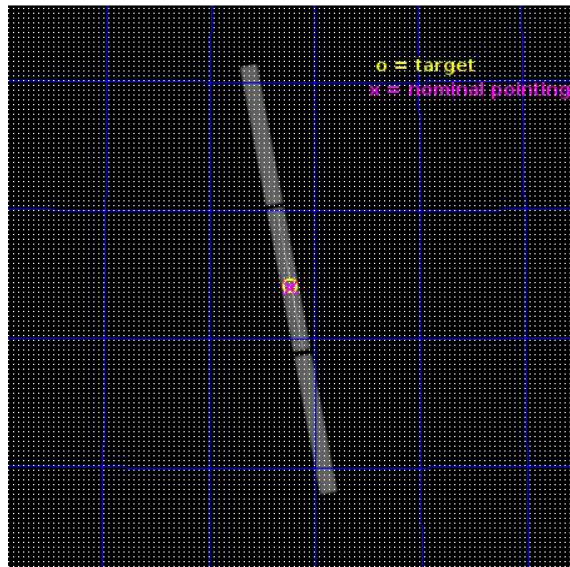 o = target
x = nominal pointing